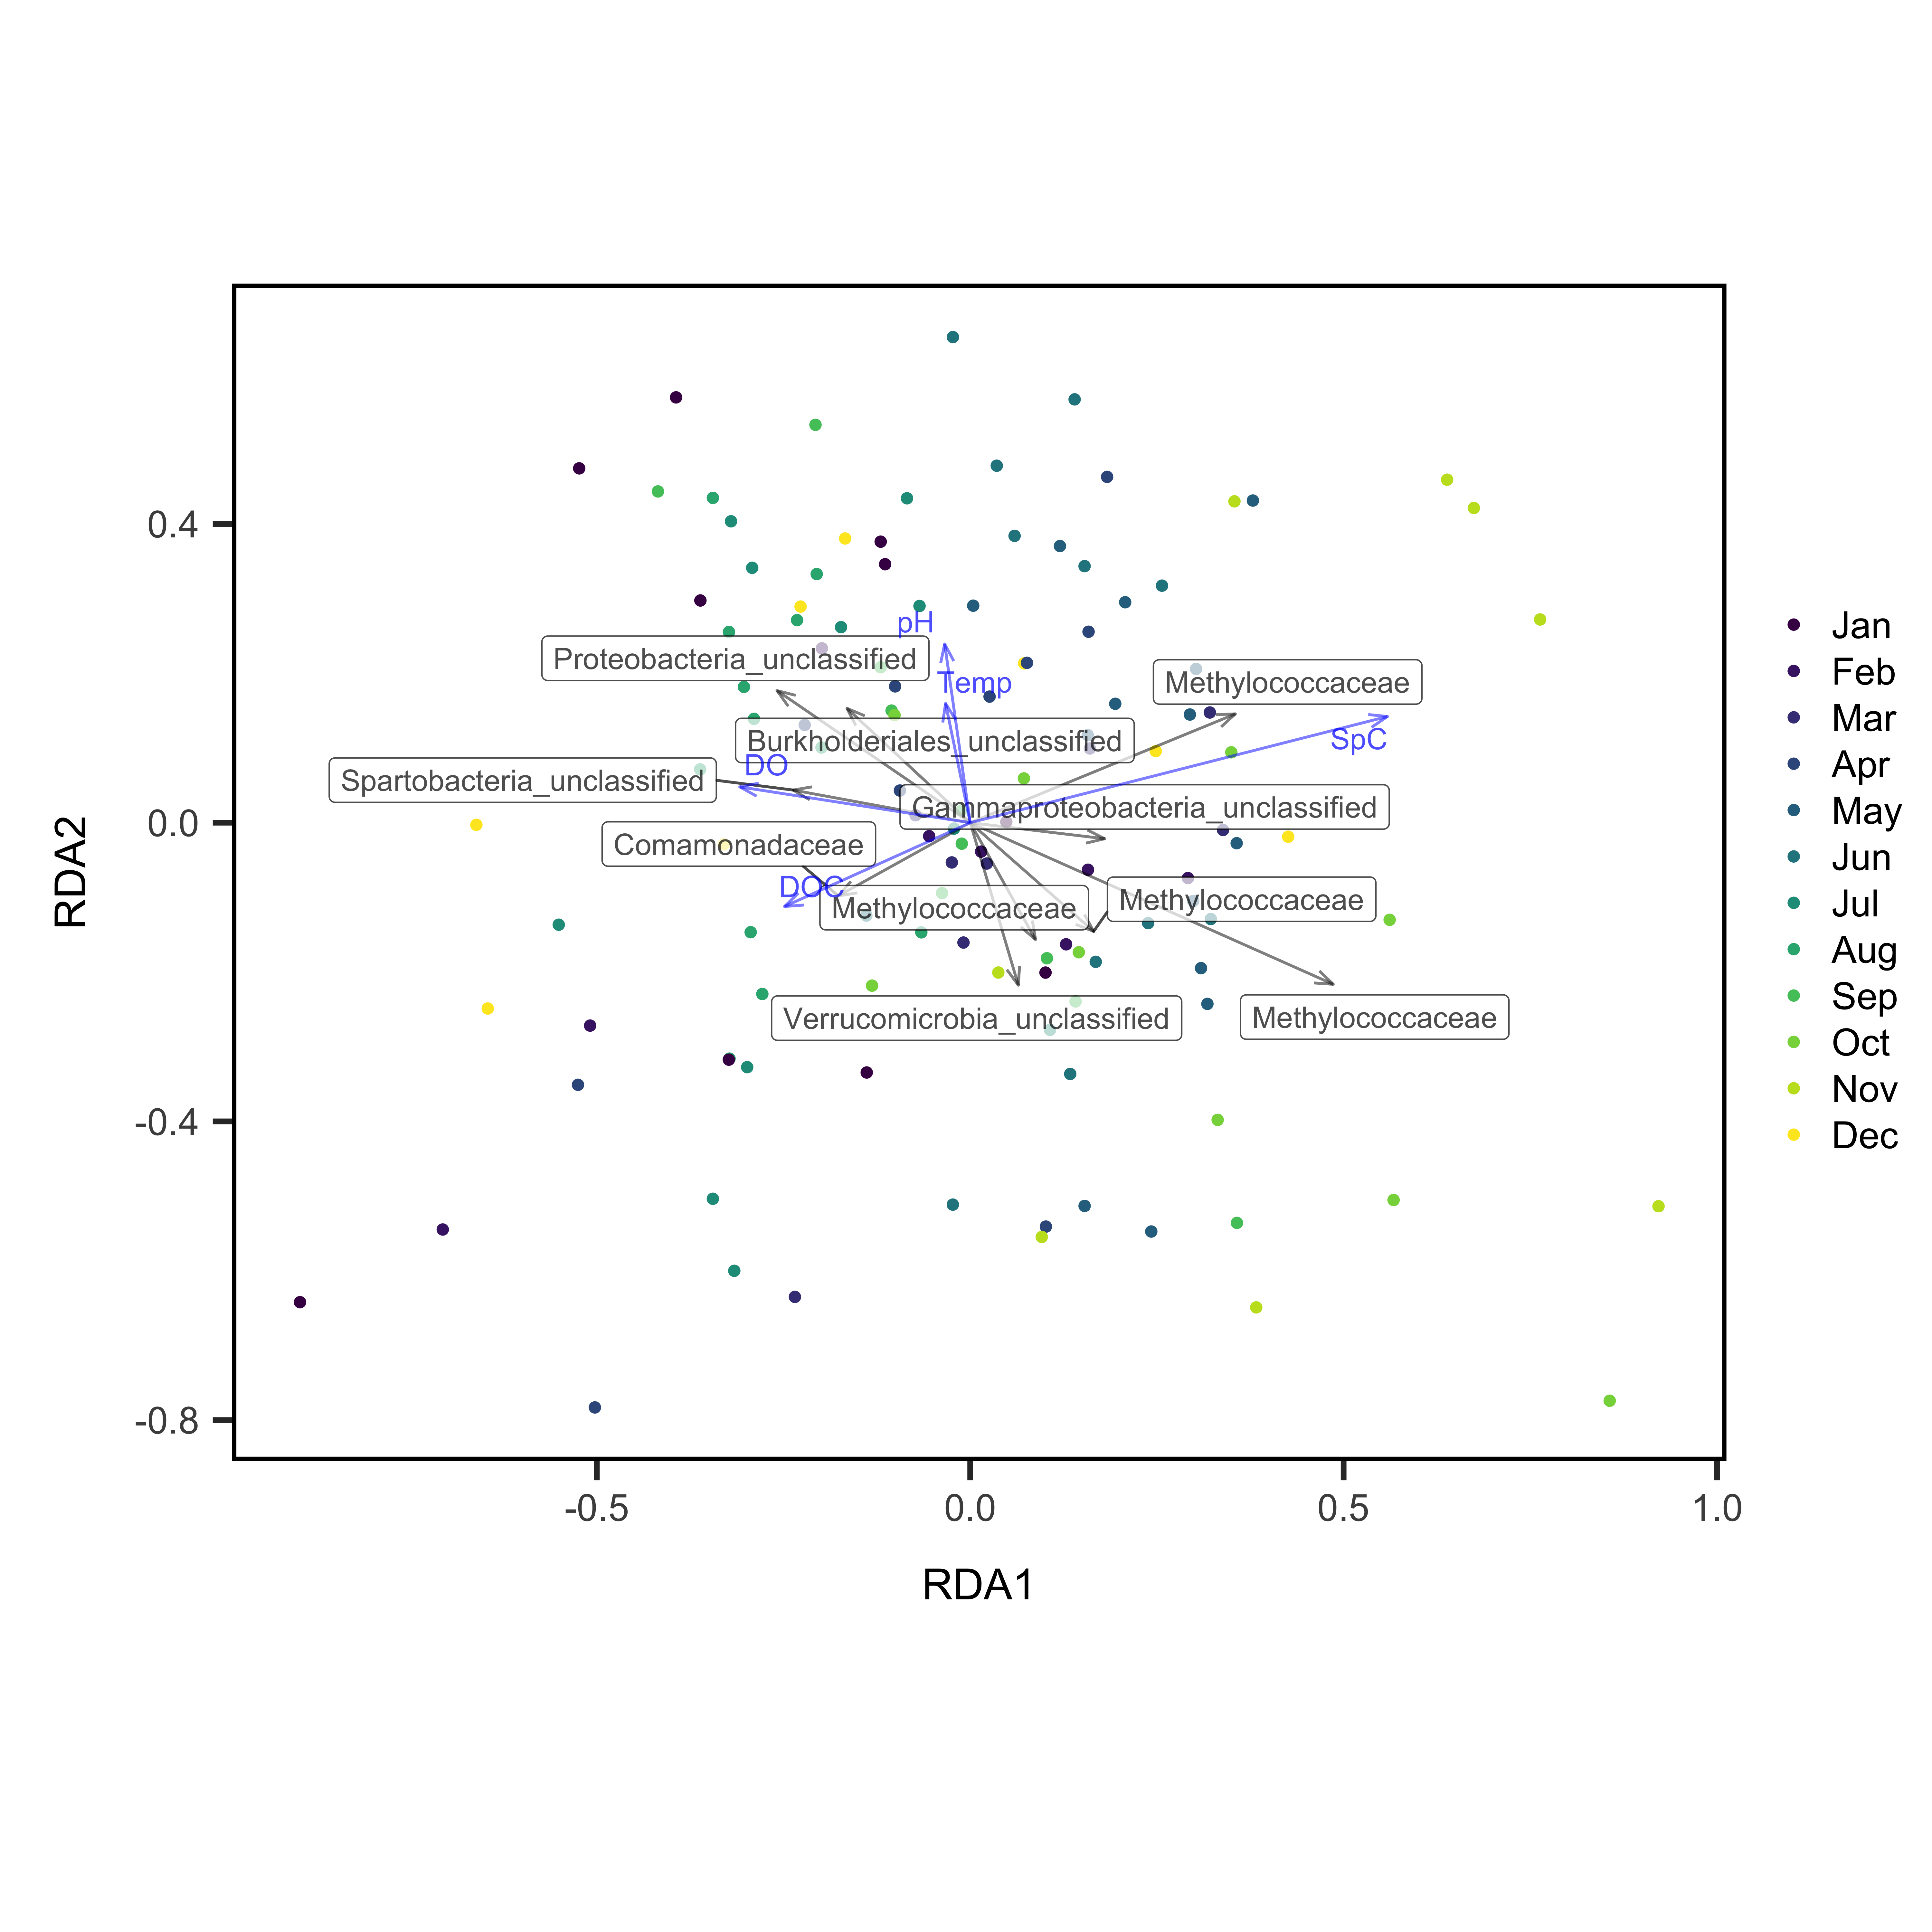 pH
Proteobacteria_unclassified
Temp
Methylococcaceae
Burkholderiales_unclassified
SpC
DO
Spartobacteria_unclassified
Gammaproteobacteria_unclassified
Comamonadaceae
DOC
Methylococcaceae
Methylococcaceae
Verrucomicrobia_unclassified
Methylococcaceae
0.4
0.0
-0.4
-0.8
RDA2
-0.5
0.0
0.5
1.0
RDA1
Jan
Feb
Mar
Apr
May
Jun
Jul
Aug
Sep
Oct
Nov
Dec